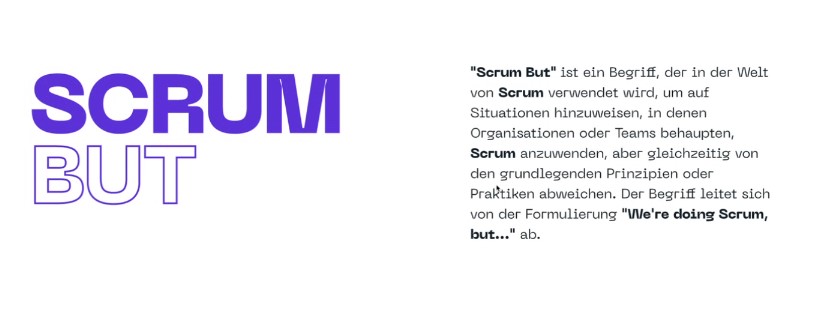 SCRUM
BUT
"Scrum But" ist ein Begriff, der in der Welt
von Scrum verwendet wird, um auf
Situationen hinzuweisen, in denen
Organisationen oder Teams behaupten,
Scrum anzuwenden, aber gleichzeitig von
den grundlegenden Prinzipien oder
Praktiken abweichen. Der Begriff leitet sich
von der Formulierung "We're doing Scrum,
but..." ab.